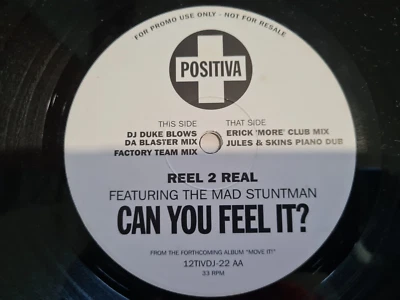 FOR PROMO USE ONLY - NOT FOR RESALE
POSITIVA
THIS SIDE
DJ DUKE BLOWS
DA BLASTER MIX
FACTORY TEAM MIX
THAT SIDE
ERICK 'MORE' CLUB MIX
JULES & SKINS PIANO DUB
REEL 2 REAL
FEATURING THE MAD STUNTMAN
CAN YOU FEEL IT?
FROM THE FORTHCOMING ALBUM "MOVE IT!"
12TIVDJ-22 AA
33 RPM